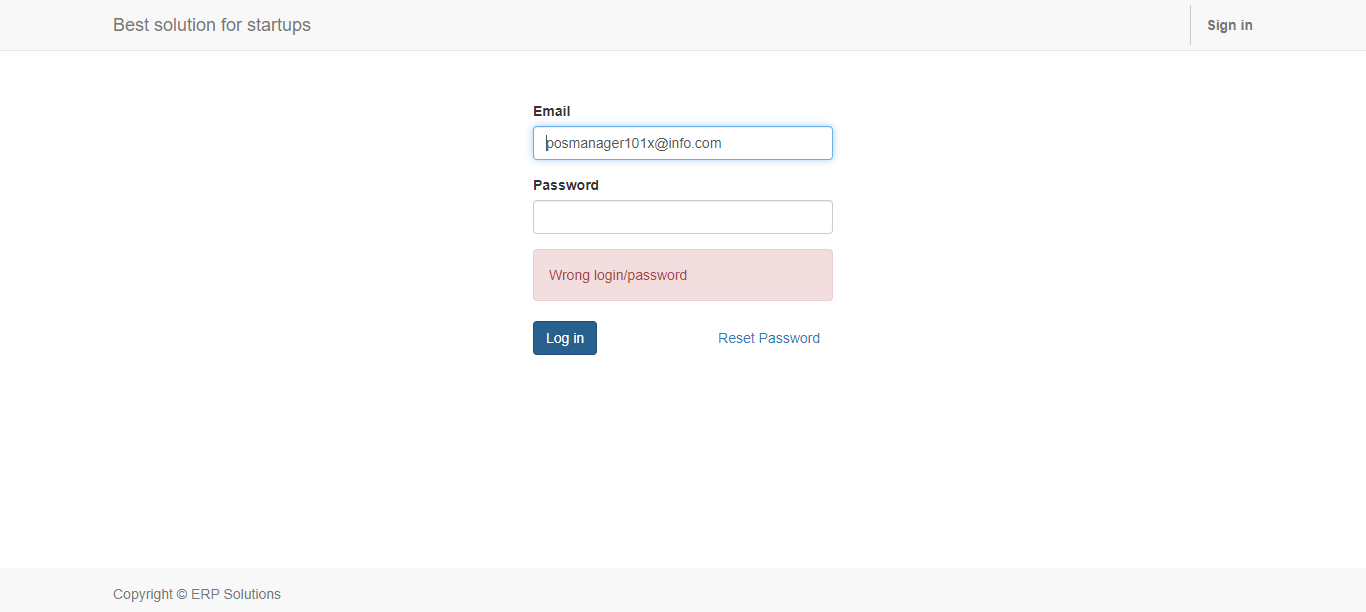 Best solution for startups
Sign in
Email
posmanager101x@info.com
Password
Wrong login/password
Log in
Reset Password
Copyright © ERP Solutions